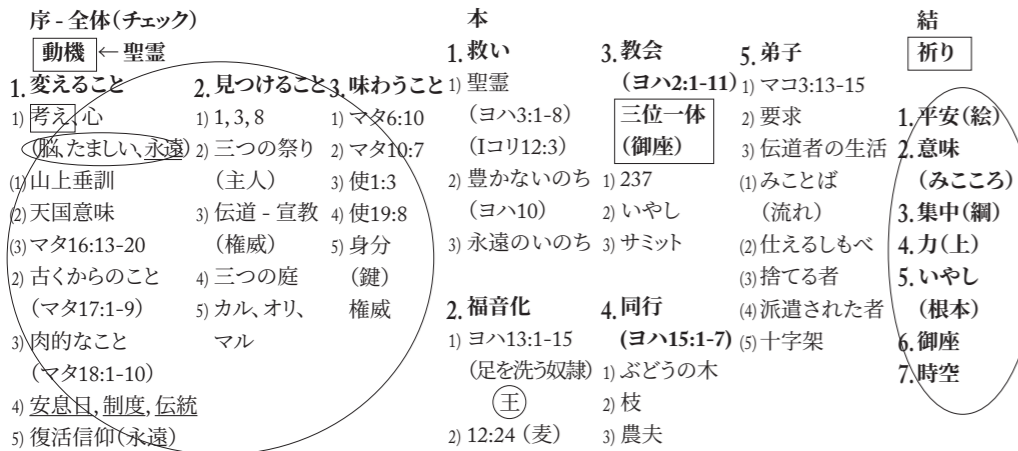 序 - 全体(チェック)
動機 ← 聖霊
1. 変えること
1) 考え、心
(脳、たましい、永遠)
(1) 山上垂訓
(2) 天国意味
(3) マタ16:13-20
2) 古くからのこと
(マタ17:1-9)
3) 肉的なこと
(マタ18:1-10)
4) 安息日, 制度, 伝統
5) 復活信仰(永遠)
2. 見つけること
1) 1, 3, 8
2) 三つの祭り
(主人)
3) 伝道 - 宣教
(権威)
4) 三つの庭
5) カル、オリ、
マル
3. 味わうこと
1) マタ6:10
2) マタ10:7
3) 使1:3
4) 使19:8
5) 身分
(鍵)
権威
本
1. 救い
1) 聖霊
(ヨハ3:1-8)
(Iコリ12:3)
2) 豊かないのち
(ヨハ10)
3) 永遠のいのち
2. 福音化
1) ヨハ13:1-15
(足を洗う奴隷)
王
2) 12:24 (麦)
3. 教会
(ヨハ2:1-11)
三位一体
(御座)
1) 237
2) いやし
3) サミット
4. 同行
(ヨハ15:1-7)
1) ぶどうの木
2) 枝
3) 農夫
5. 弟子
1) マコ3:13-15
2) 要求
3) 伝道者の生活
(1) みことば
(流れ)
(2) 仕えるしもべ
(3) 捨てる者
(4) 派遣された者
(5) 十字架
結
祈り
1. 平安(絵)
2. 意味
(みこころ)
3. 集中(綱)
4. 力(上)
5. いやし
(根本)
6. 御座
7. 時空